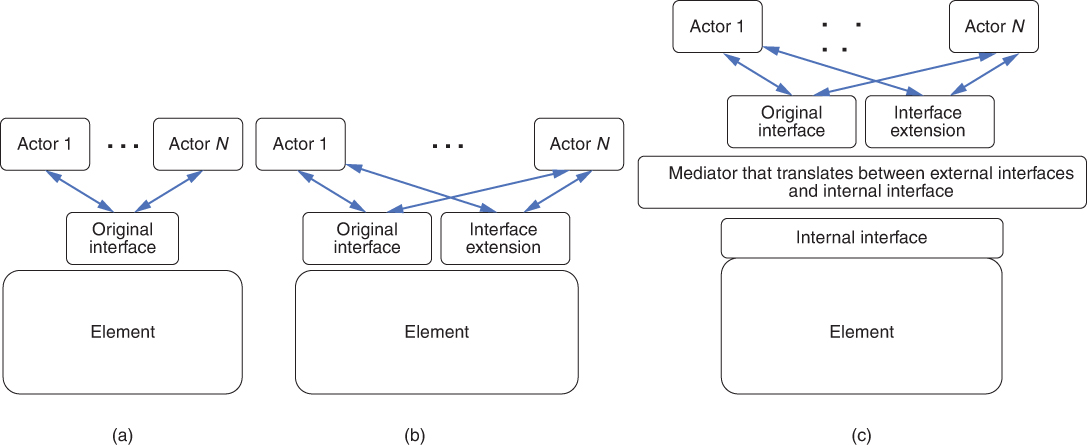 Actor 1
Actor N
Original
interface
Element
(a)
Actor 1
Actor N
Original
interface
Interface
extension
Element
(b)
Actor 1
Actor N
Original
interface
Interface
extension
Mediator that translates between external interfaces
and internal interface
Internal interface
Element
(c)